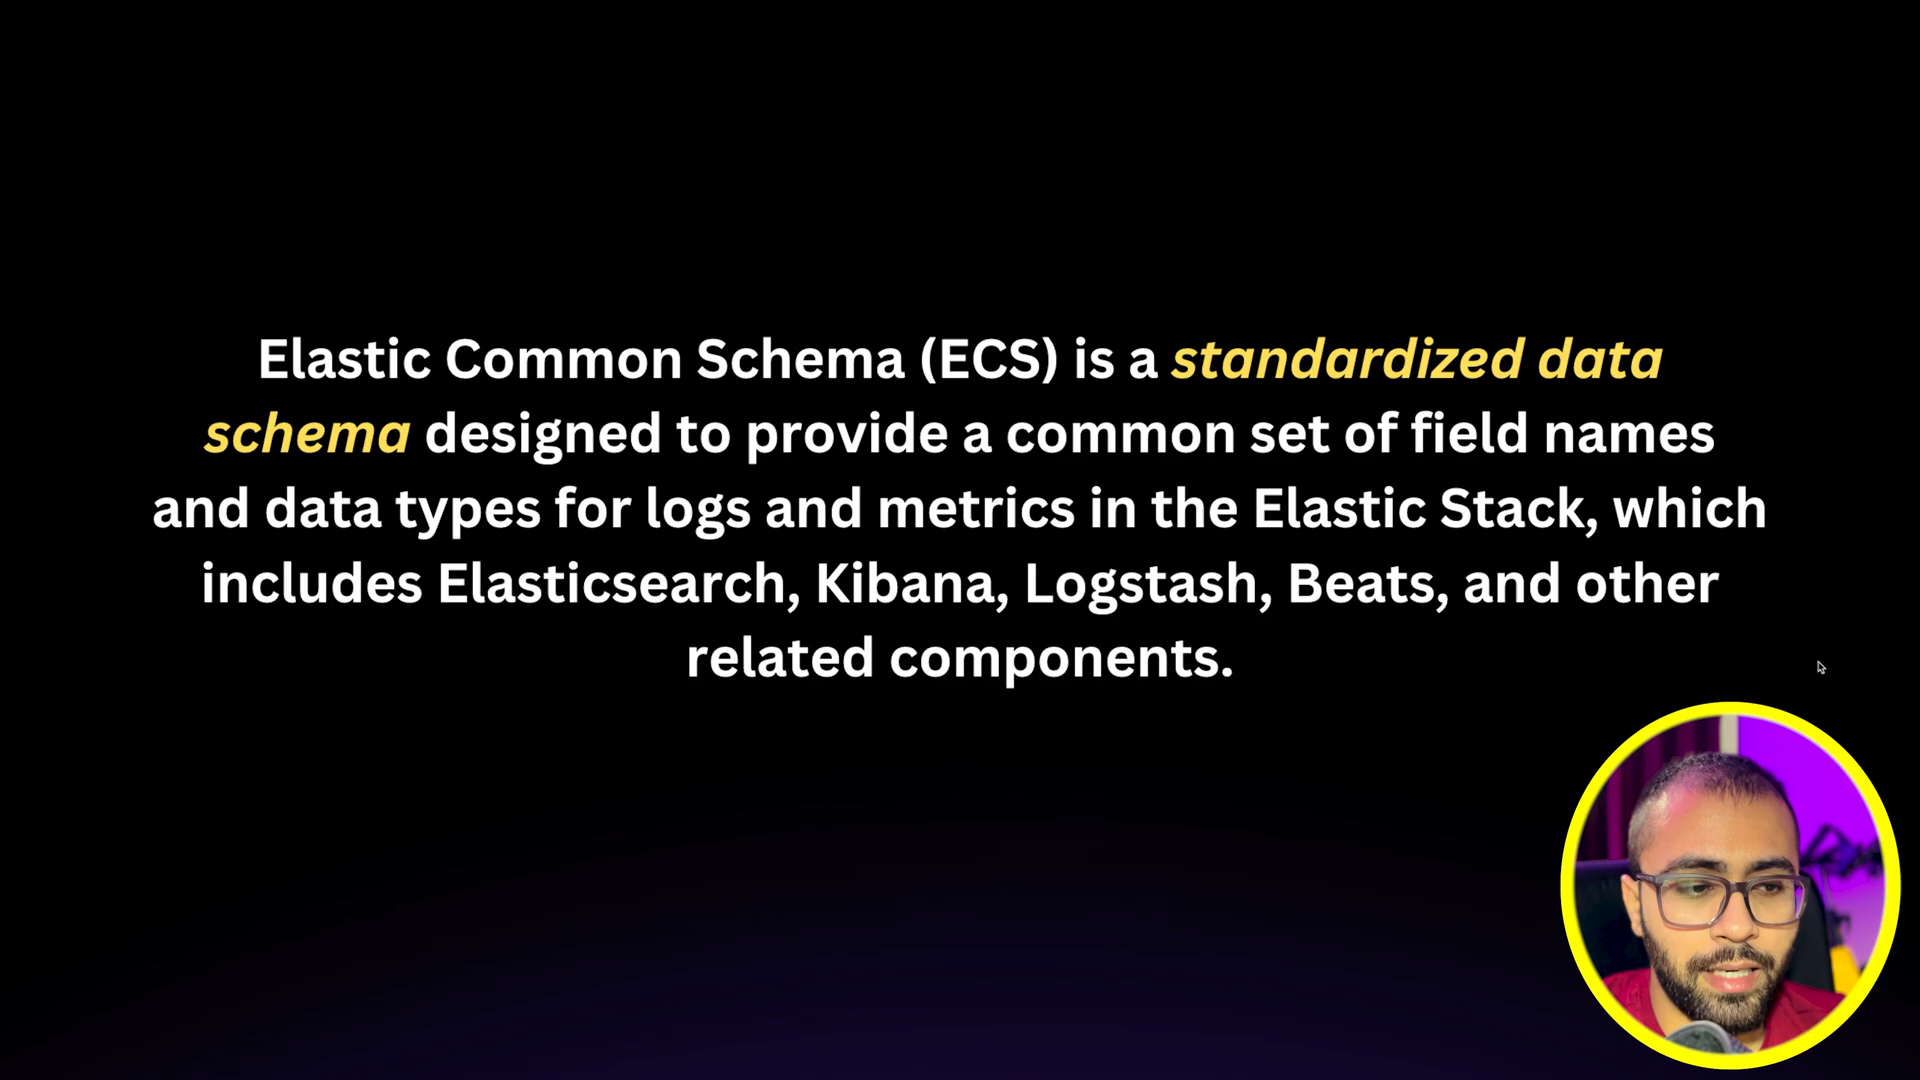 Elastic Common Schema (ECS) is a standardized data
schema designed to provide a common set of field names
and data types for logs and metrics in the Elastic Stack, which
includes Elasticsearch, Kibana, Logstash, Beats, and other
related components.